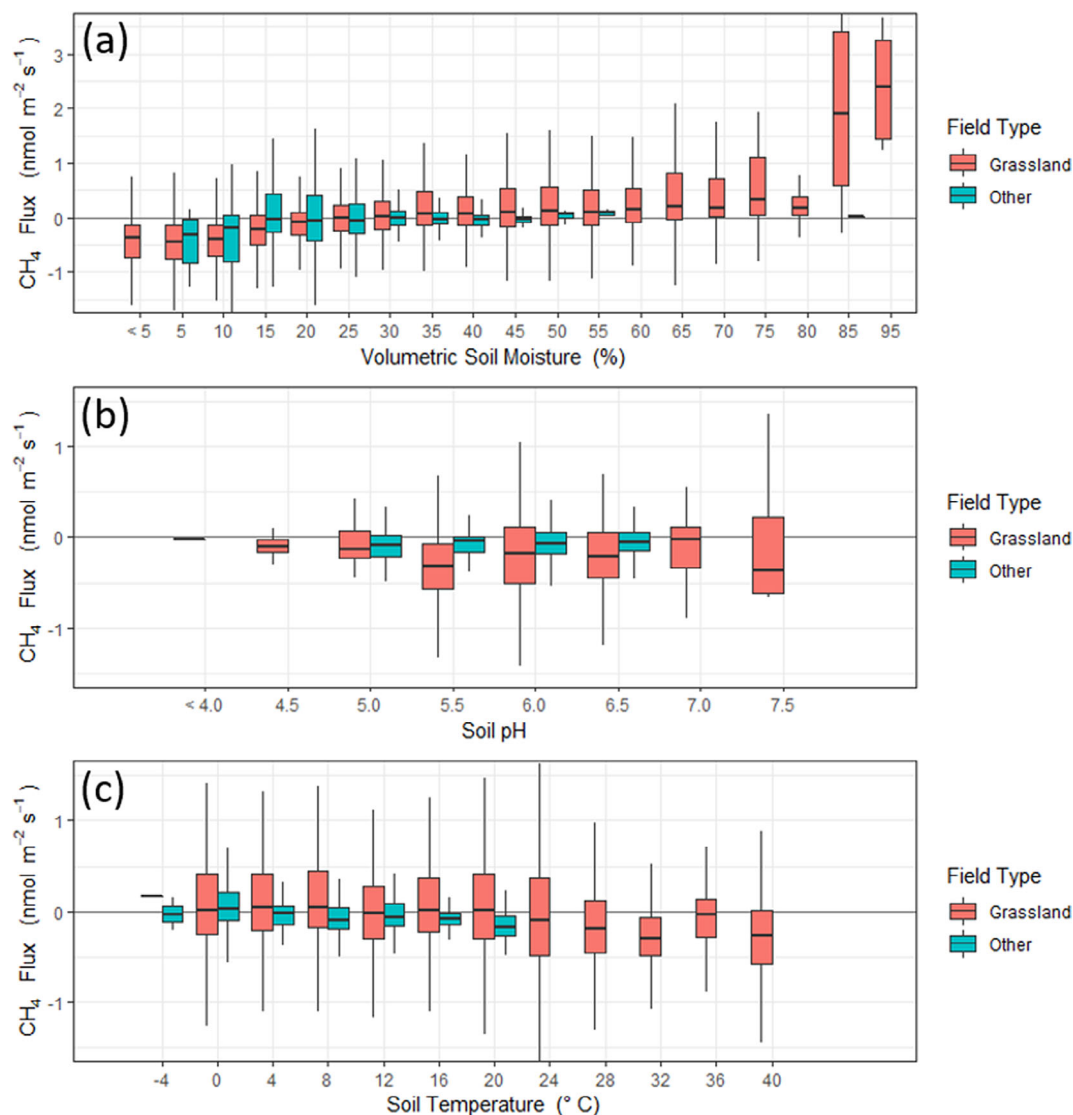 (a)
CH₄ Flux (nmol m⁻² s⁻¹)
3
2
1
0
-1
< 5 5 10 15 20 25 30 35 40 45 50 55 60 65 70 75 80 85 95
Volumetric Soil Moisture (%)
Field Type
Grassland
Other
(b)
CH₄ Flux (nmol m⁻² s⁻¹)
1
0
-1
< 4.0 4.5 5.0 5.5 6.0 6.5 7.0 7.5
Soil pH
Field Type
Grassland
Other
(c)
CH₄ Flux (nmol m⁻² s⁻¹)
1
0
-1
-4 0 4 8 12 16 20 24 28 32 36 40
Soil Temperature (° C)
Field Type
Grassland
Other